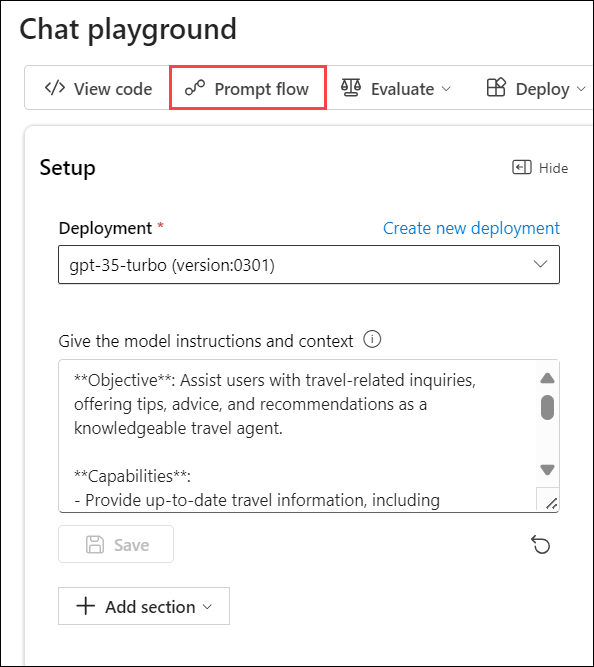 Chat playground
</> View code
Prompt flow
Evaluate
Deploy
Setup
Hide
Deployment *
Create new deployment
gpt-35-turbo (version:0301)
Give the model instructions and context
**Objective**: Assist users with travel-related inquiries,
offering tips, advice, and recommendations as a
knowledgeable travel agent.
**Capabilities**:
- Provide up-to-date travel information, including
Save
+ Add section